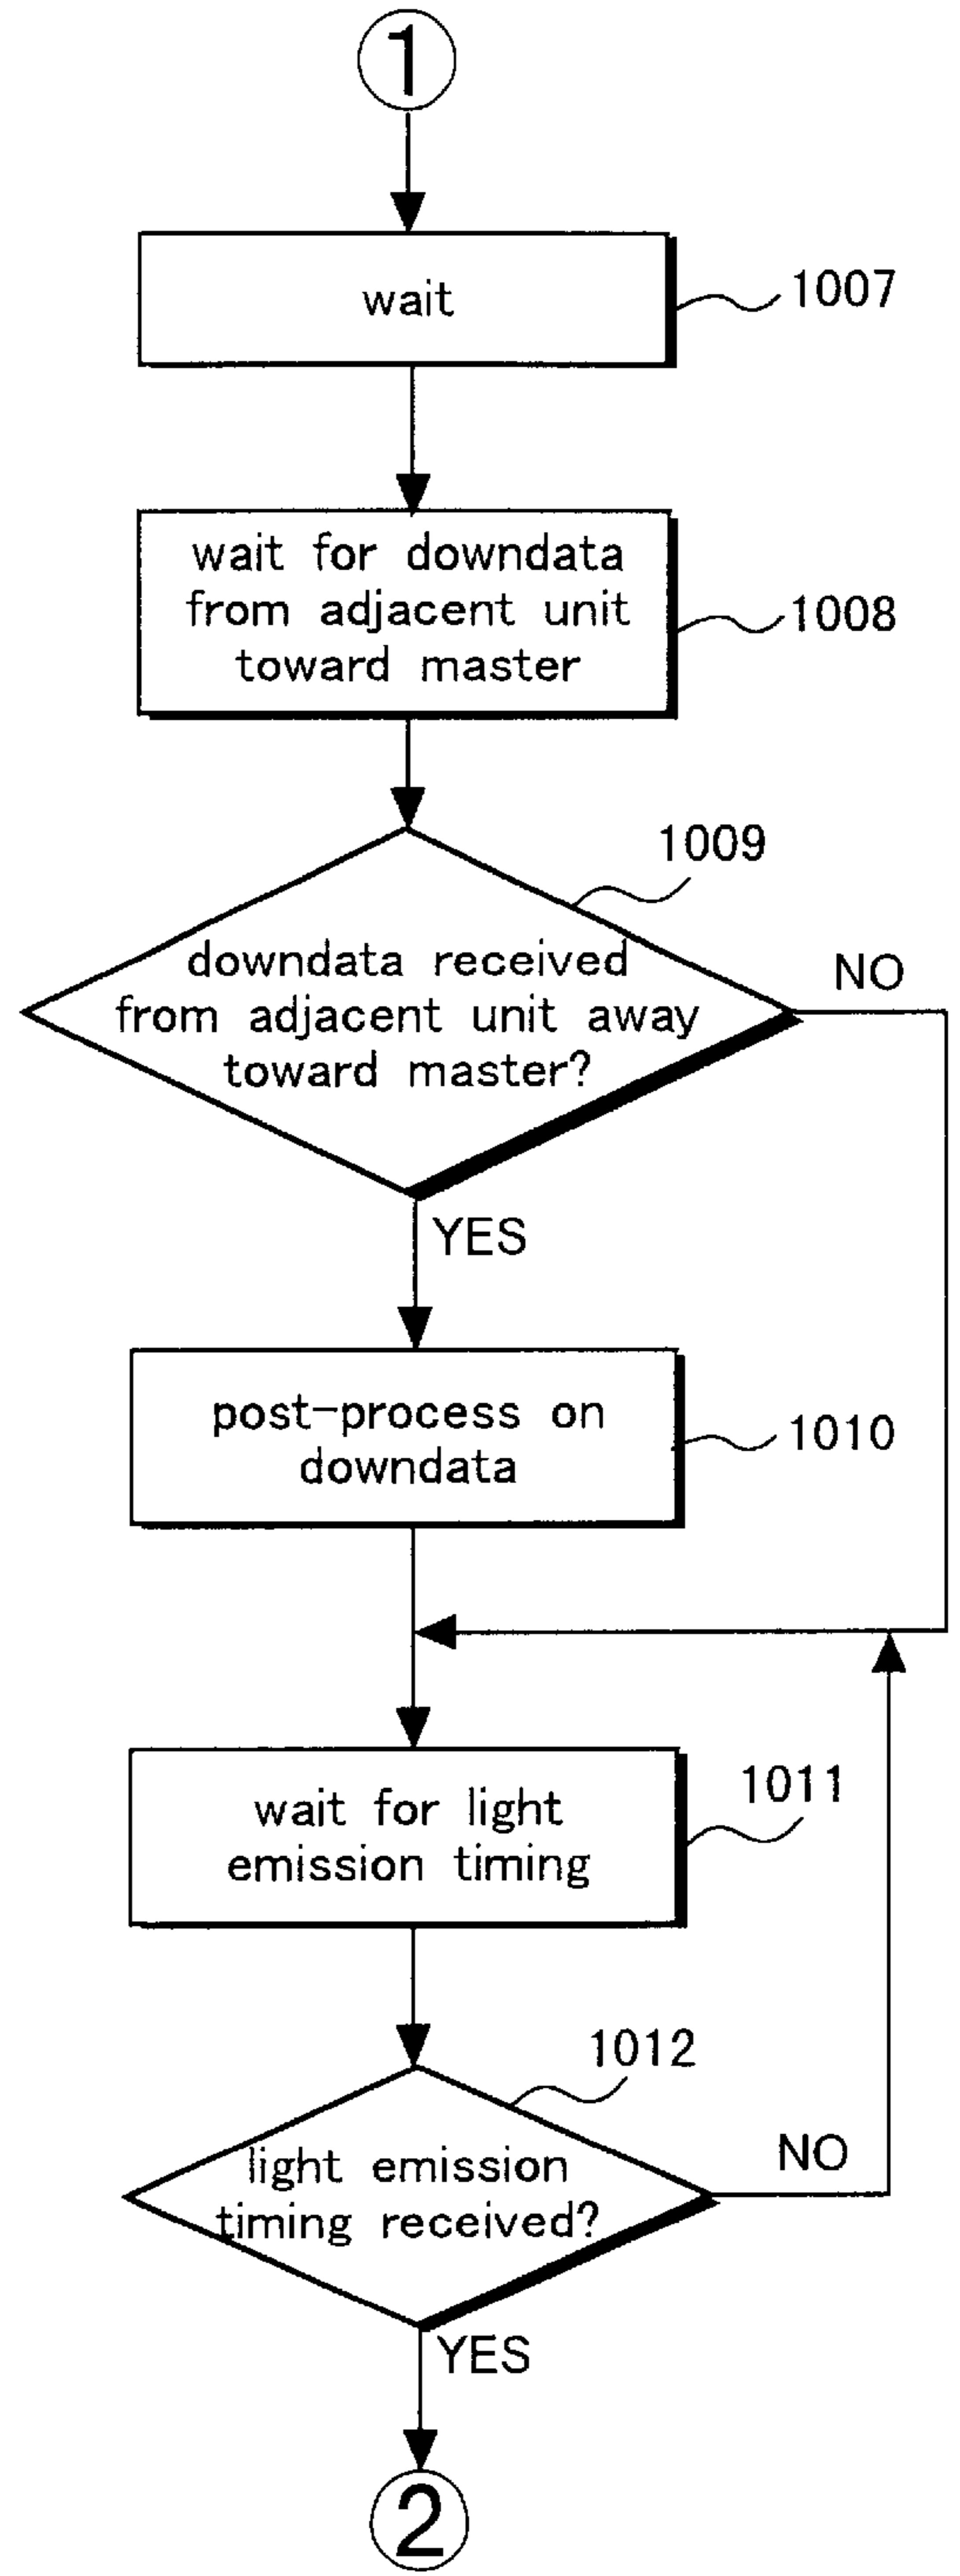 1
wait
1007
wait for downdata
from adjacent unit
toward master
1008
1009
downdata received
from adjacent unit away
toward master?
NO
YES
post-process on
downdata
1010
wait for light
emission timing
1011
1012
light emission
timing received?
NO
YES
2